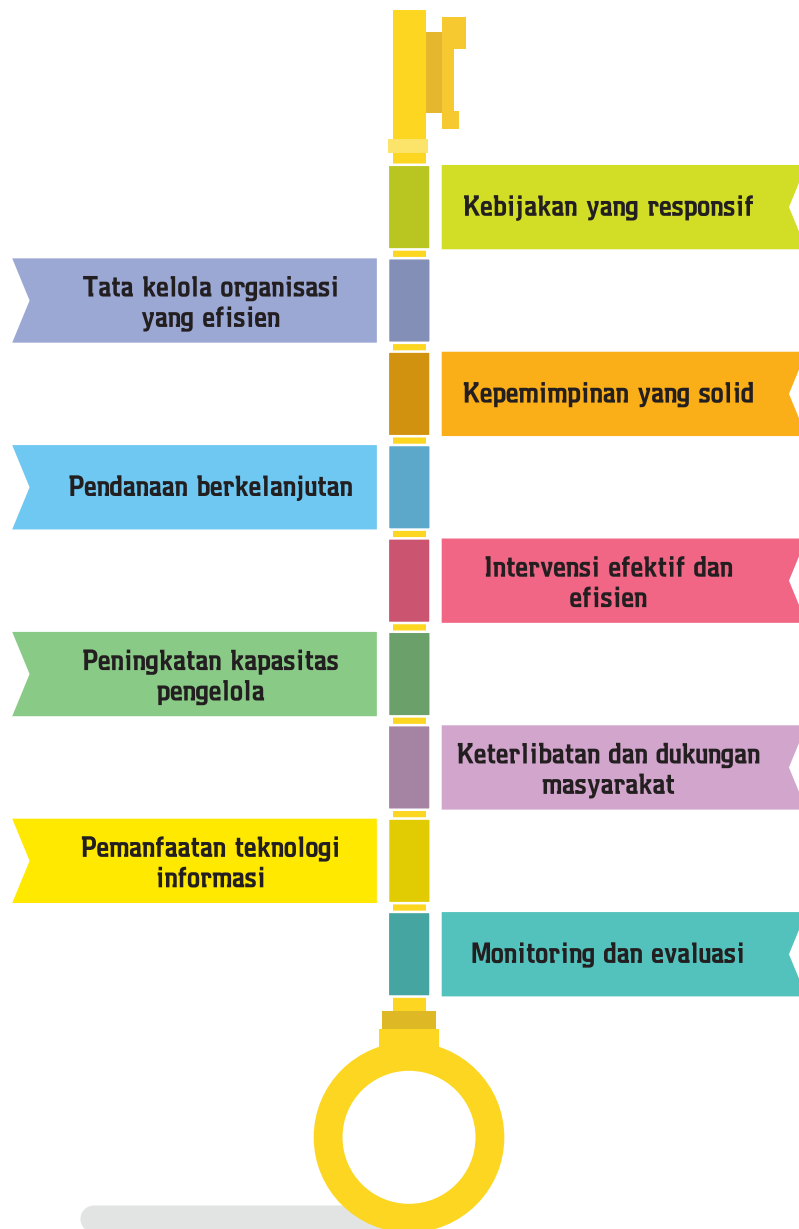 Kebijakan yang responsif
Tata kelola organisasi
yang efisien
Kepemimpinan yang solid
Pendanaan berkelanjutan
Intervensi efektif dan
efisien
Peningkatan kapasitas
pengelola
Keterlibatan dan dukungan
masyarakat
Pemanfaatan teknologi
informasi
Monitoring dan evaluasi